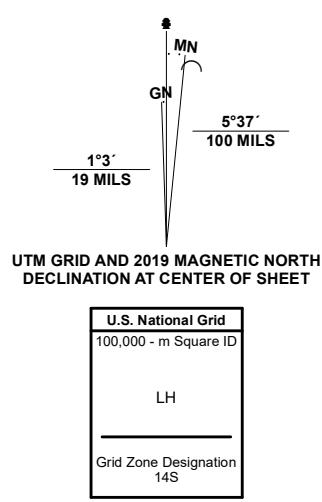 MN
GN
5°37´
100 MILS
1°3´
19 MILS
UTM GRID AND 2019 MAGNETIC NORTH
DECLINATION AT CENTER OF SHEET
U.S. National Grid
100,000 - m Square ID
LH
Grid Zone Designation
14S